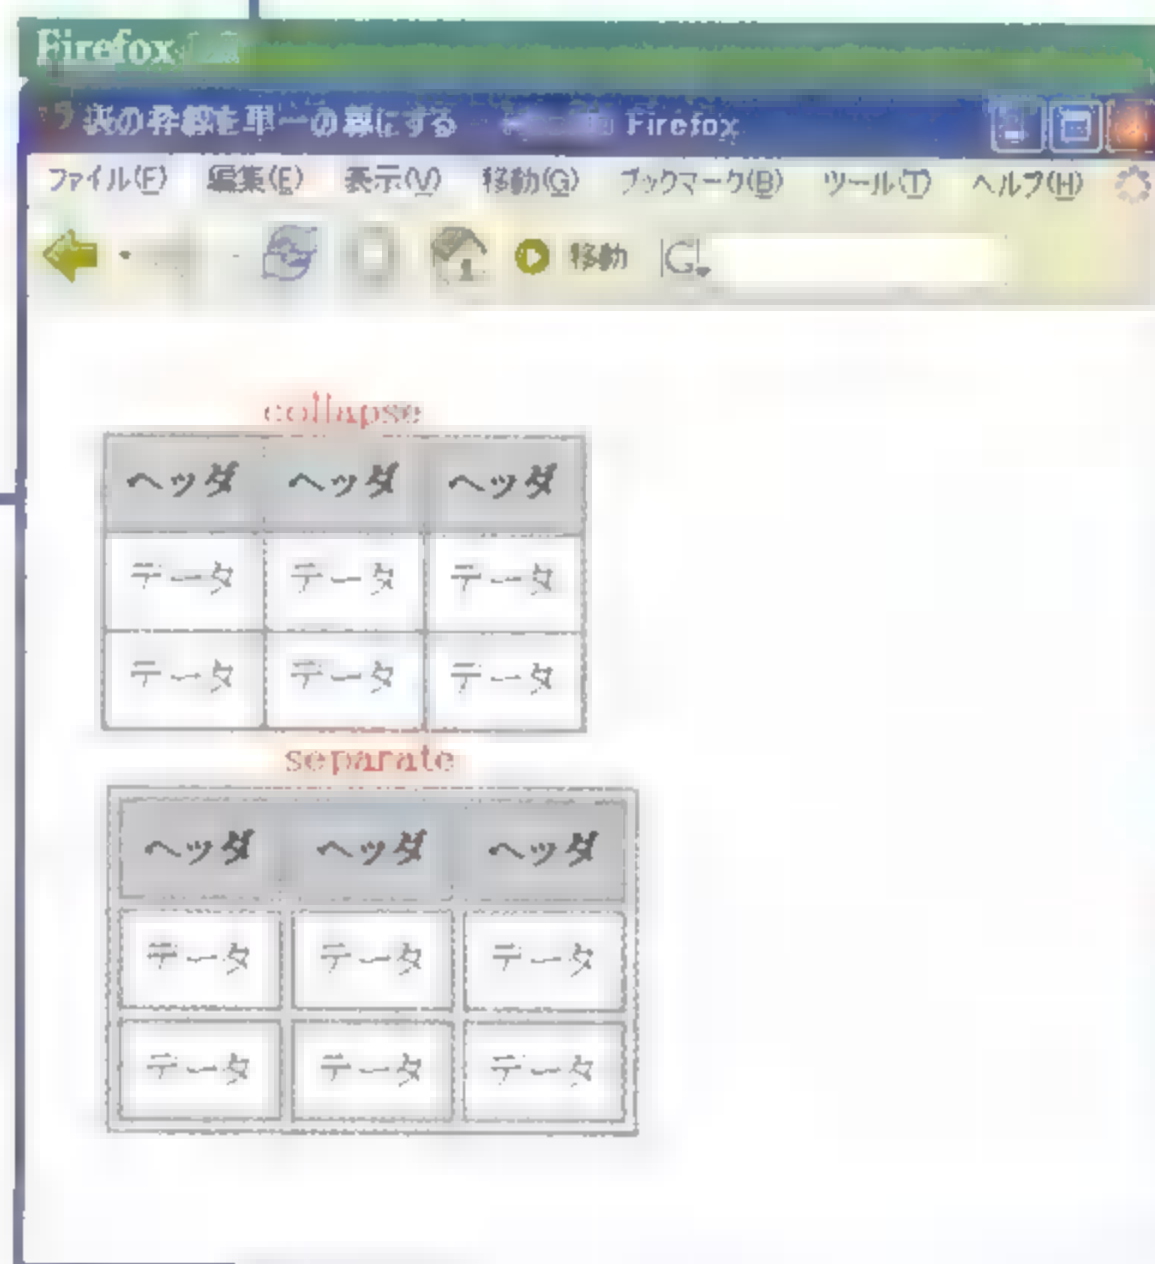 Firefox
表の枠線を単一の線にする Firefox
ファイル(F) 編集(E) 表示(V) 移動(G) ブックマーク(B) ツール(T) ヘルプ(H)
移動 G
collapse
ヘッダ ヘッダ ヘッダ
データ データ データ
データ データ データ
separate
ヘッダ ヘッダ ヘッダ
データ データ データ
データ データ データ